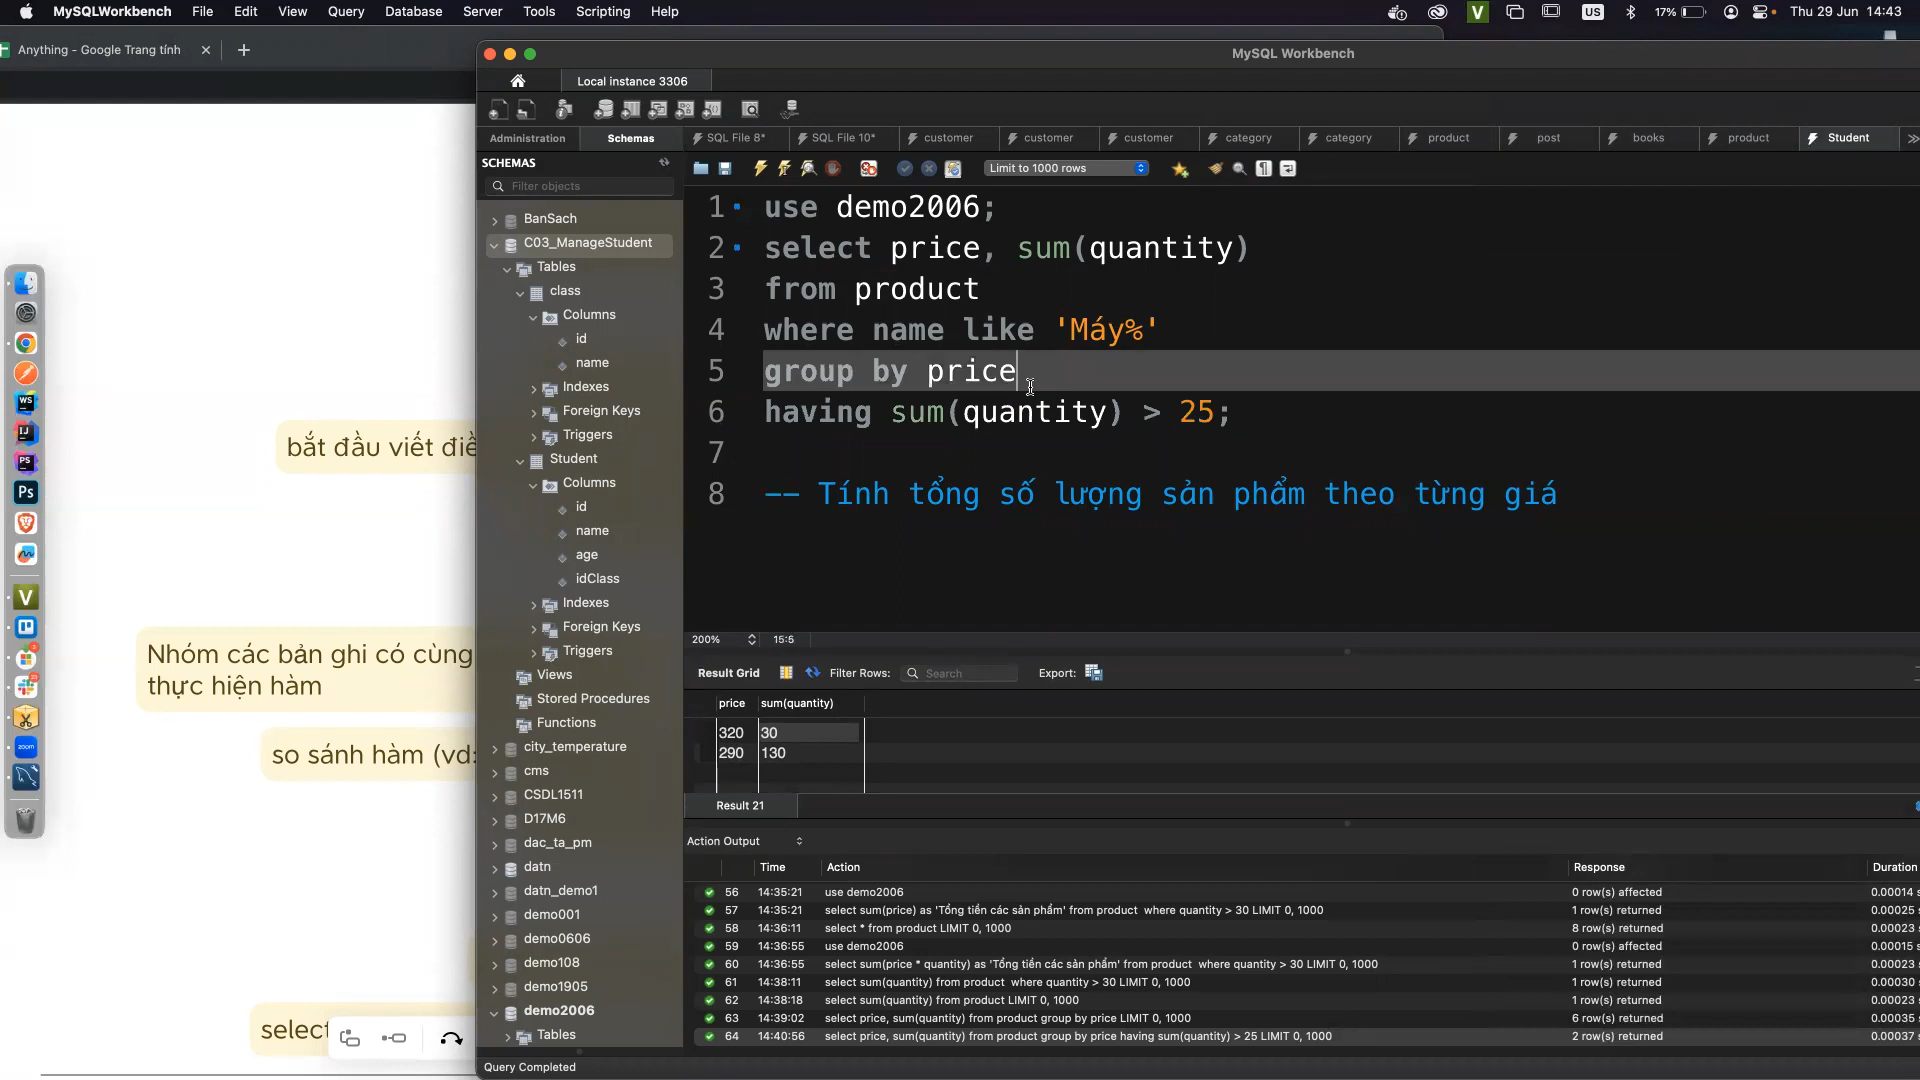 MySQLWorkbench File Edit View Query Database Server Tools Scripting Help
V US 17% Thu 29 Jun 14:43
Anything - Google Trang tính
MySQL Workbench
Local instance 3306
Administration Schemas
SQL File 8* SQL File 10* customer customer customer category category product post books product Student
SCHEMAS
Limit to 1000 rows
Filter objects
BanSach
C03_ManageStudent
Tables
class
Columns
id
name
Indexes
Foreign Keys
Triggers
Student
Columns
id
name
age
idClass
Indexes
Foreign Keys
Triggers
Views
Stored Procedures
Functions
city_temperature
cms
CSDL1511
D17M6
dac_ta_pm
datn
datn_demo1
demo001
demo0606
demo108
demo1905
demo2006
Tables
1 use demo2006;
2 select price, sum(quantity)
3 from product
4 where name like 'Máy%'
5 group by price
6 having sum(quantity) > 25;
7
8 -- Tính tổng số lượng sản phẩm theo từng giá
bắt đầu viết điề
Nhóm các bản ghi có cùng
thực hiện hàm
so sánh hàm (vd:
select
WS
IJ
PS
Ps
V
zoom
200% 15:5
Result Grid Filter Rows: Search Export:
price sum(quantity)
320 30
290 130
Result 21
Action Output
Time Action Response Duration
56 14:35:21 use demo2006 0 row(s) affected 0.00014 s
57 14:35:21 select sum(price) as 'Tổng tiền các sản phẩm' from product where quantity > 30 LIMIT 0, 1000 1 row(s) returned 0.00025 s
58 14:36:11 select * from product LIMIT 0, 1000 8 row(s) returned 0.00023 s
59 14:36:55 use demo2006 0 row(s) affected 0.00015 s
60 14:36:55 select sum(price * quantity) as 'Tổng tiền các sản phẩm' from product where quantity > 30 LIMIT 0, 1000 1 row(s) returned 0.00023 s
61 14:38:11 select sum(quantity) from product where quantity > 30 LIMIT 0, 1000 1 row(s) returned 0.00030 s
62 14:38:18 select sum(quantity) from product LIMIT 0, 1000 1 row(s) returned 0.00023 s
63 14:39:02 select price, sum(quantity) from product group by price LIMIT 0, 1000 6 row(s) returned 0.00035 s
64 14:40:56 select price, sum(quantity) from product group by price having sum(quantity) > 25 LIMIT 0, 1000 2 row(s) returned 0.00037 s
Query Completed